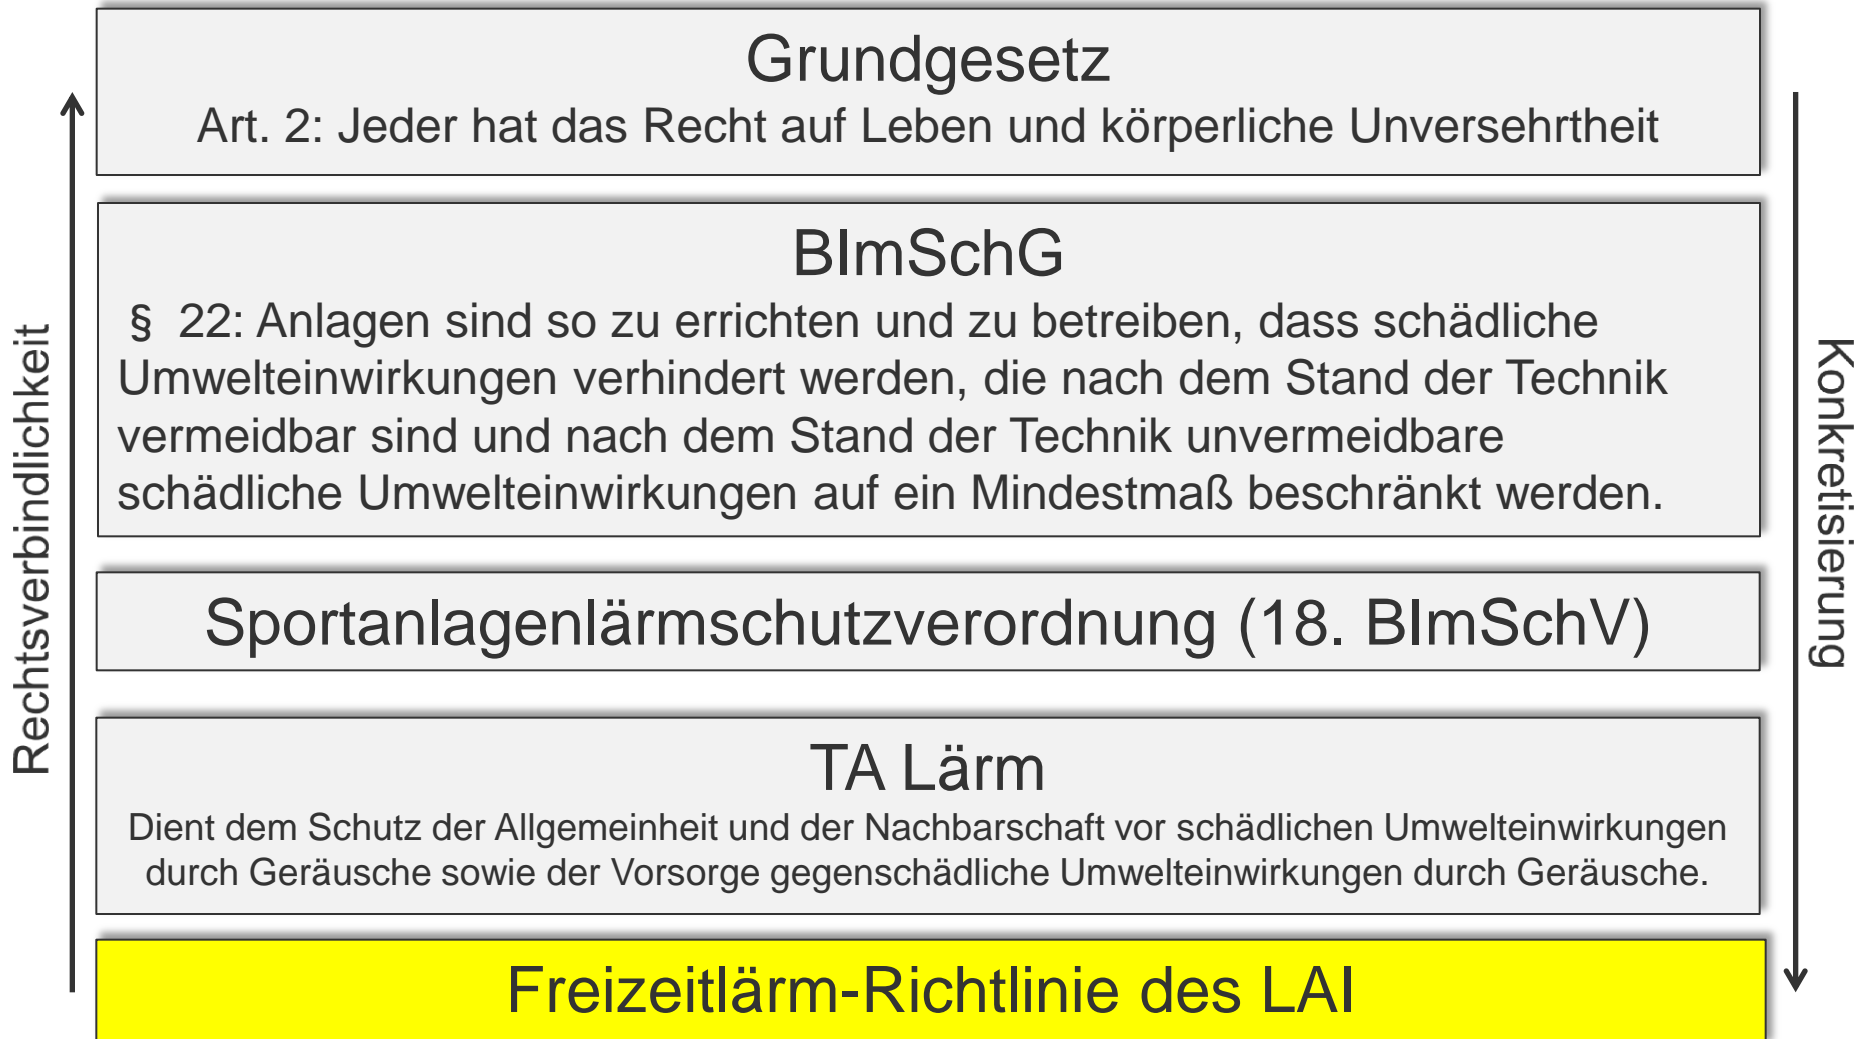 Grundgesetz
Art. 2: Jeder hat das Recht auf Leben und körperliche Unversehrtheit
BImSchG
§ 22: Anlagen sind so zu errichten und zu betreiben, dass schädliche
Umwelteinwirkungen verhindert werden, die nach dem Stand der Technik
vermeidbar sind und nach dem Stand der Technik unvermeidbare
schädliche Umwelteinwirkungen auf ein Mindestmaß beschränkt werden.
Sportanlagenlärmschutzverordnung (18. BImSchV)
TA Lärm
Dient dem Schutz der Allgemeinheit und der Nachbarschaft vor schädlichen Umwelteinwirkungen
durch Geräusche sowie der Vorsorge gegenschädliche Umwelteinwirkungen durch Geräusche.
Freizeitlärm-Richtlinie des LAI
Rechtsverbindlichkeit
Konkretisierung